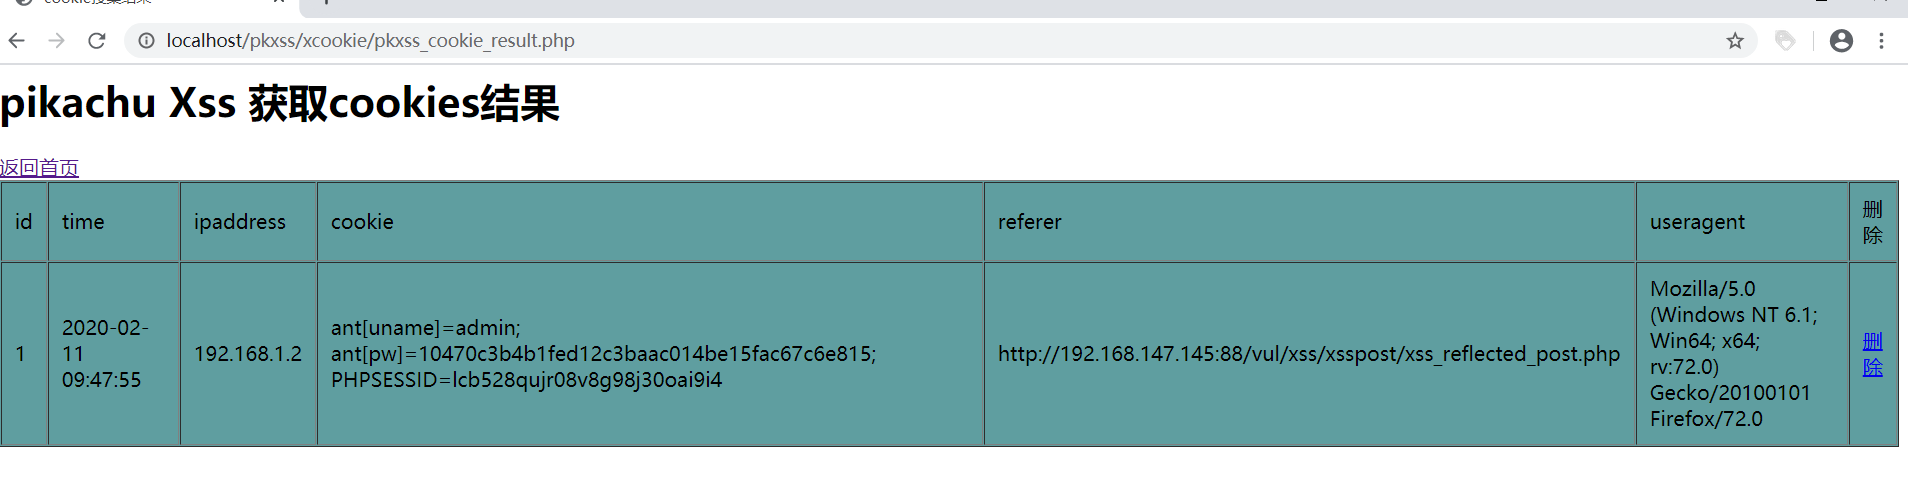 localhost/pkxss/xcookie/pkxss_cookie_result.php
pikachu Xss 获取cookies结果
返回首页
id
time
ipaddress
cookie
referer
useragent
删
除
1
2020-02-
11
09:47:55
192.168.1.2
ant[uname]=admin;
ant[pw]=10470c3b4b1fed12c3baac014be15fac67c6e815;
PHPSESSID=lcb528qujr08v8g98j30oai9i4
http://192.168.147.145:88/vul/xss/xsspost/xss_reflected_post.php
Mozilla/5.0
(Windows NT 6.1;
Win64; x64;
rv:72.0)
Gecko/20100101
Firefox/72.0
删
除